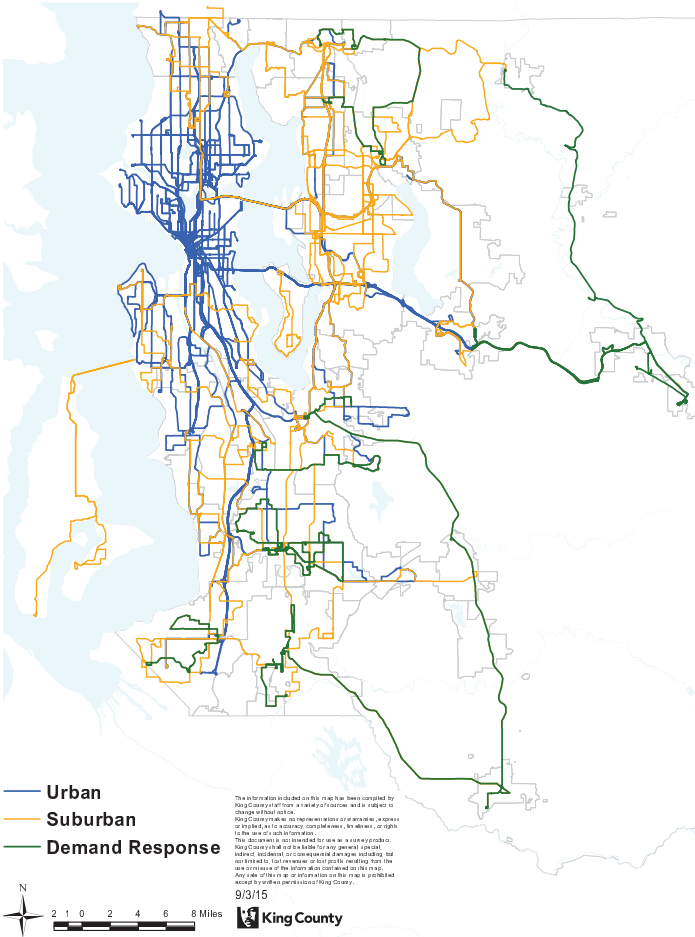 Urban
Suburban
Demand Response
The information included on this map has been compiled by
King County staff from a variety of sources and is subject to
change without notice.
King County makes no representations or warranties, express
or implied, as to accuracy, completeness, timeliness, or rights
to the use of such information.
This document is not intended for use as a survey product.
King County shall not be liable for any general, special,
indirect, incidental, or consequential damages including, but
not limited to, lost revenues or lost profits resulting from the
use or misuse of the information contained on this map.
Any sale of this map or information on this map is prohibited
except by written permission of King County.
9/3/15
N
2 1 0 2 4 6 8 Miles
King County